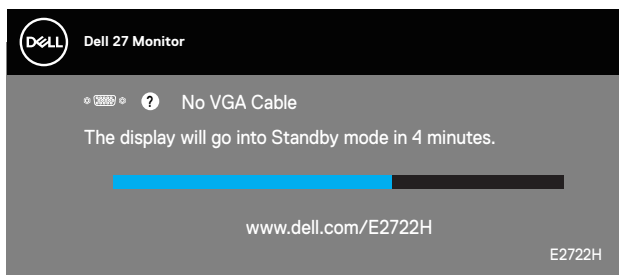 DELL
Dell 27 Monitor
? No VGA Cable
The display will go into Standby mode in 4 minutes.
www.dell.com/E2722H
E2722H